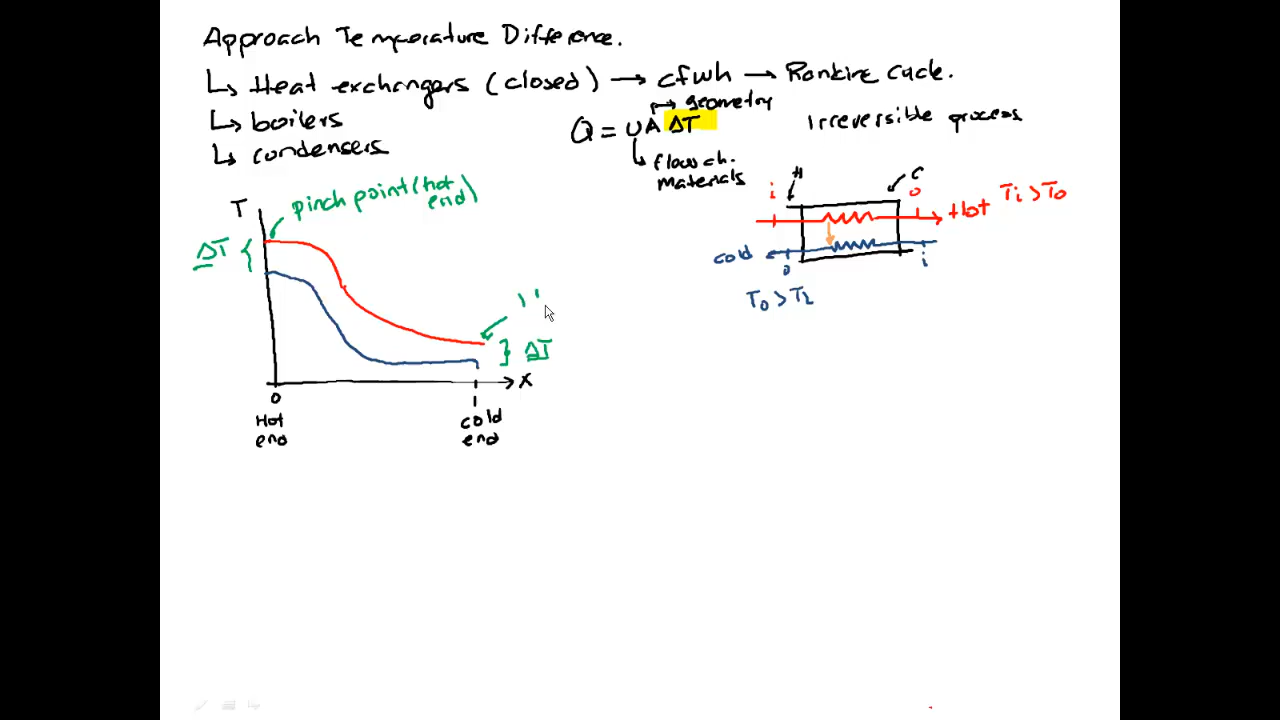 Approach Temperature Difference.
↳ Heat exchangers (closed) → cfwh → Rankine cycle.
↳ boilers
↳ condensers
Q = UA ΔT
→ geometry
↳ flow ch.
materials
Irreversible process
pinch point (hot
end)
T
ΔT {
" "
} ΔT
x
0
1
Hot
end
cold
end
H
C
i
o
Hot
Ti > To
cold
o
i
To > Ti